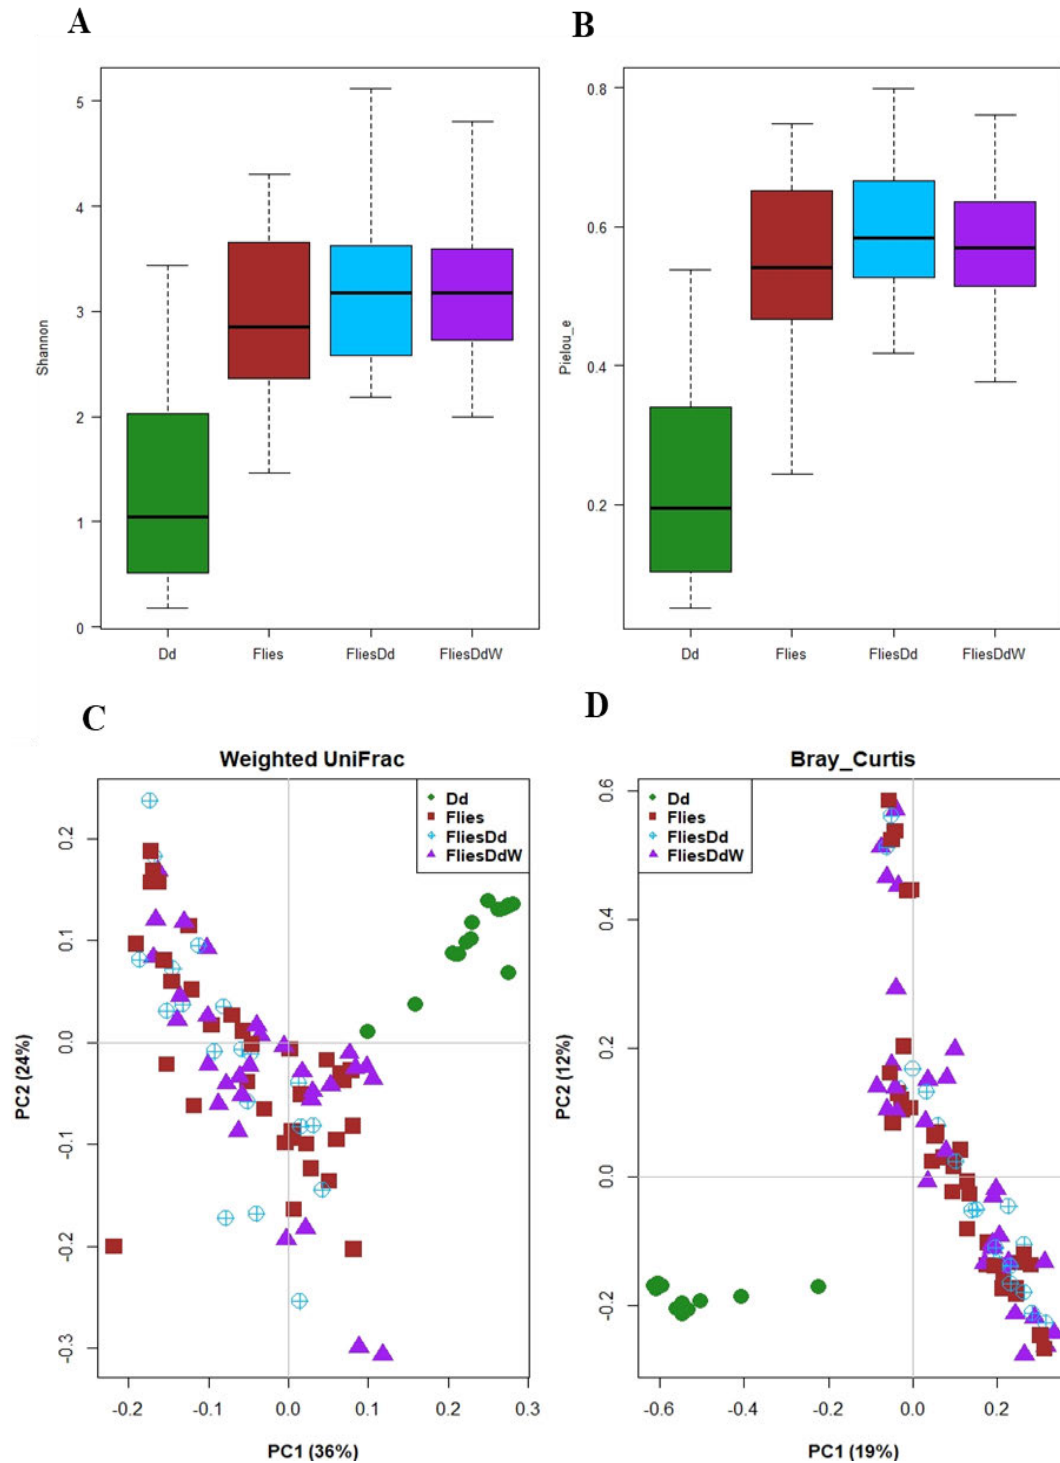 A
B
5
4
3
2
1
0
Shannon
Dd
Flies
FliesDd
FliesDdW
0.8
0.6
0.4
0.2
Pielou_e
Dd
Flies
FliesDd
FliesDdW
C
D
Weighted UniFrac
Dd
Flies
FliesDd
FliesDdW
0.2
0.1
0.0
-0.1
-0.2
-0.3
PC2 (24%)
-0.2
-0.1
0.0
0.1
0.2
0.3
PC1 (36%)
Bray_Curtis
Dd
Flies
FliesDd
FliesDdW
0.6
0.4
0.2
0.0
-0.2
PC2 (12%)
-0.6
-0.4
-0.2
0.0
0.2
PC1 (19%)